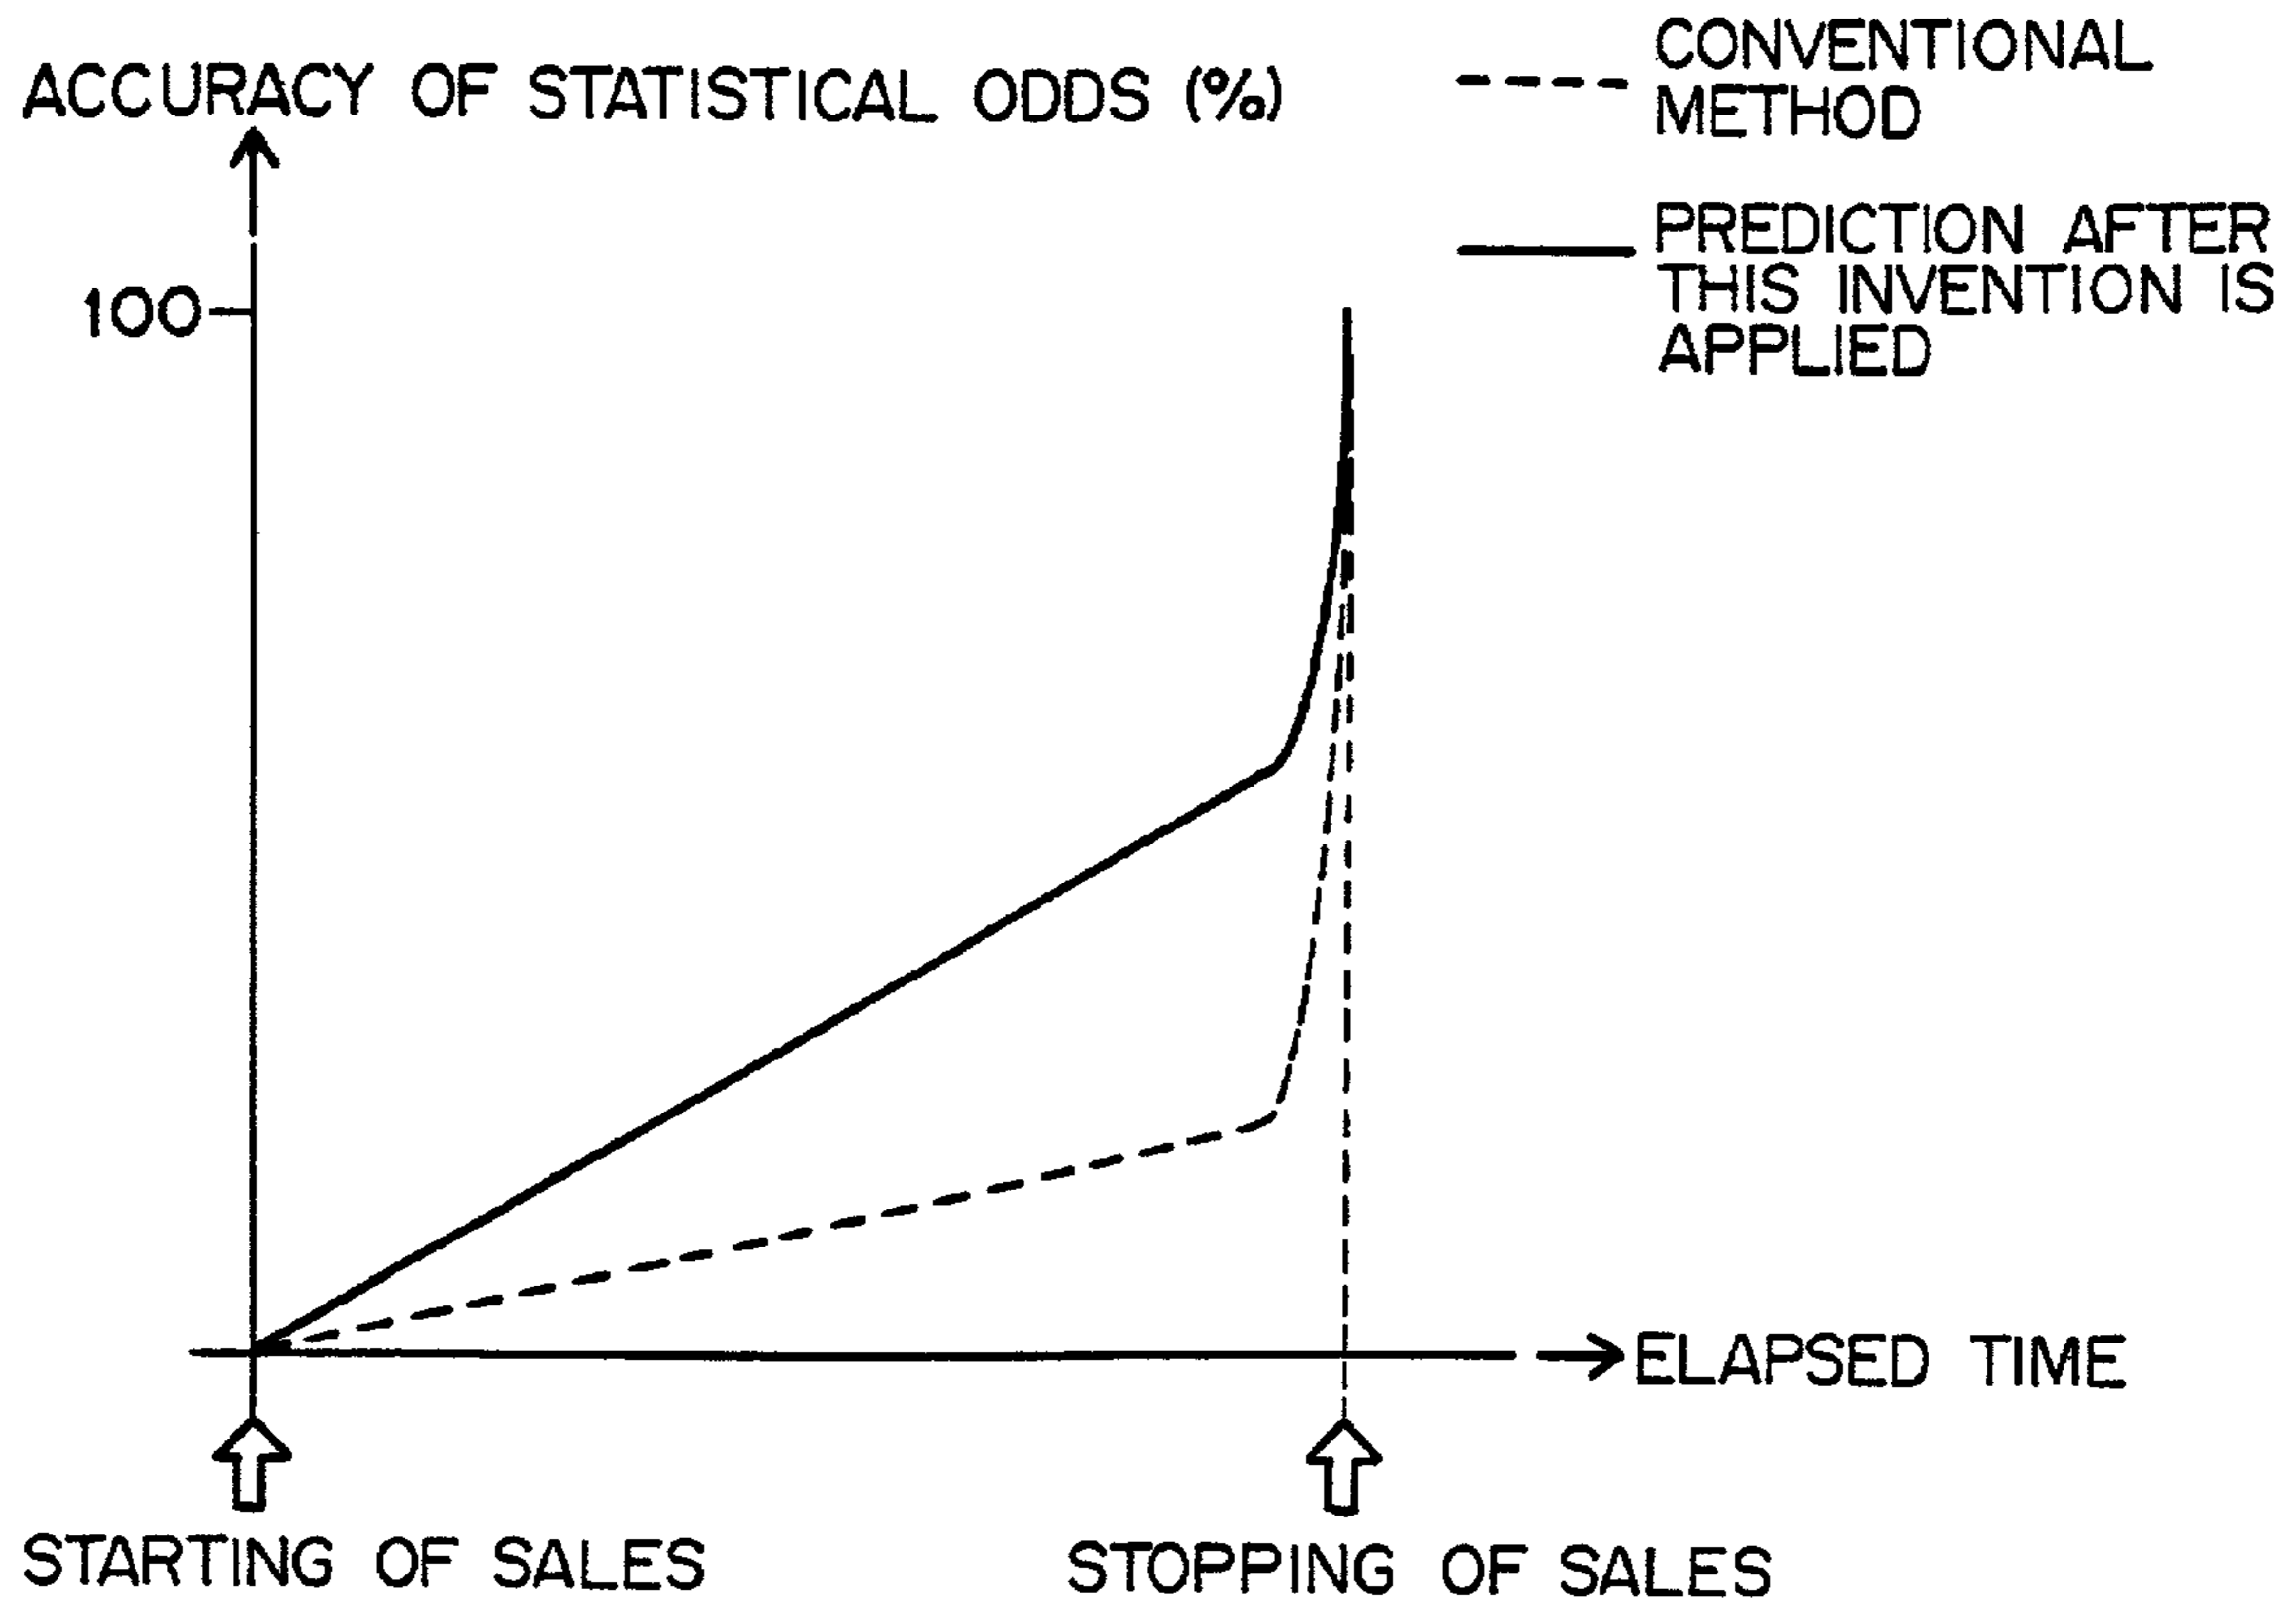 ACCURACY OF STATISTICAL ODDS (%)
CONVENTIONAL
METHOD
PREDICTION AFTER
THIS INVENTION IS
APPLIED
100
ELAPSED TIME
STARTING OF SALES
STOPPING OF SALES